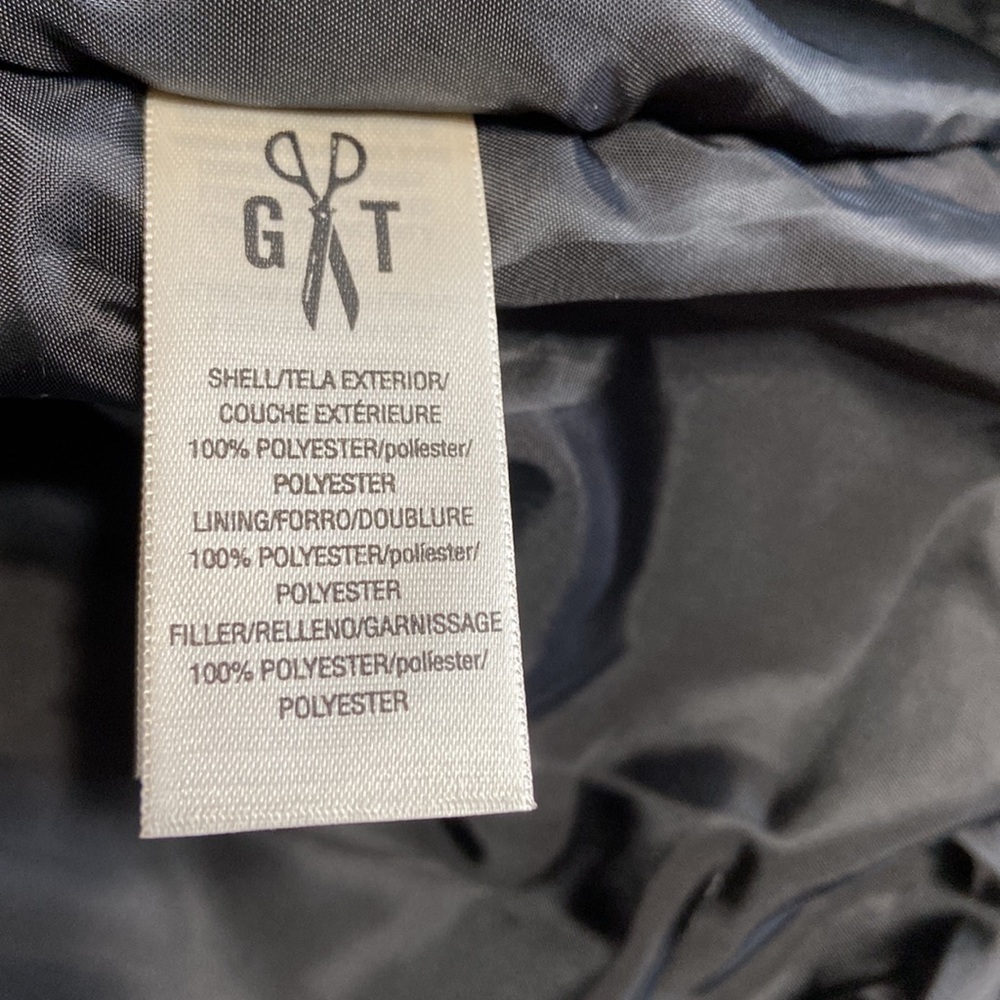 G T
SHELL/TELA EXTERIOR/
COUCHE EXTÉRIEURE
100% POLYESTER/poliester/
POLYESTER
LINING/FORRO/DOUBLURE
100% POLYESTER/poliester/
POLYESTER
FILLER/RELLENO/GARNISSAGE
100% POLYESTER/poliester/
POLYESTER